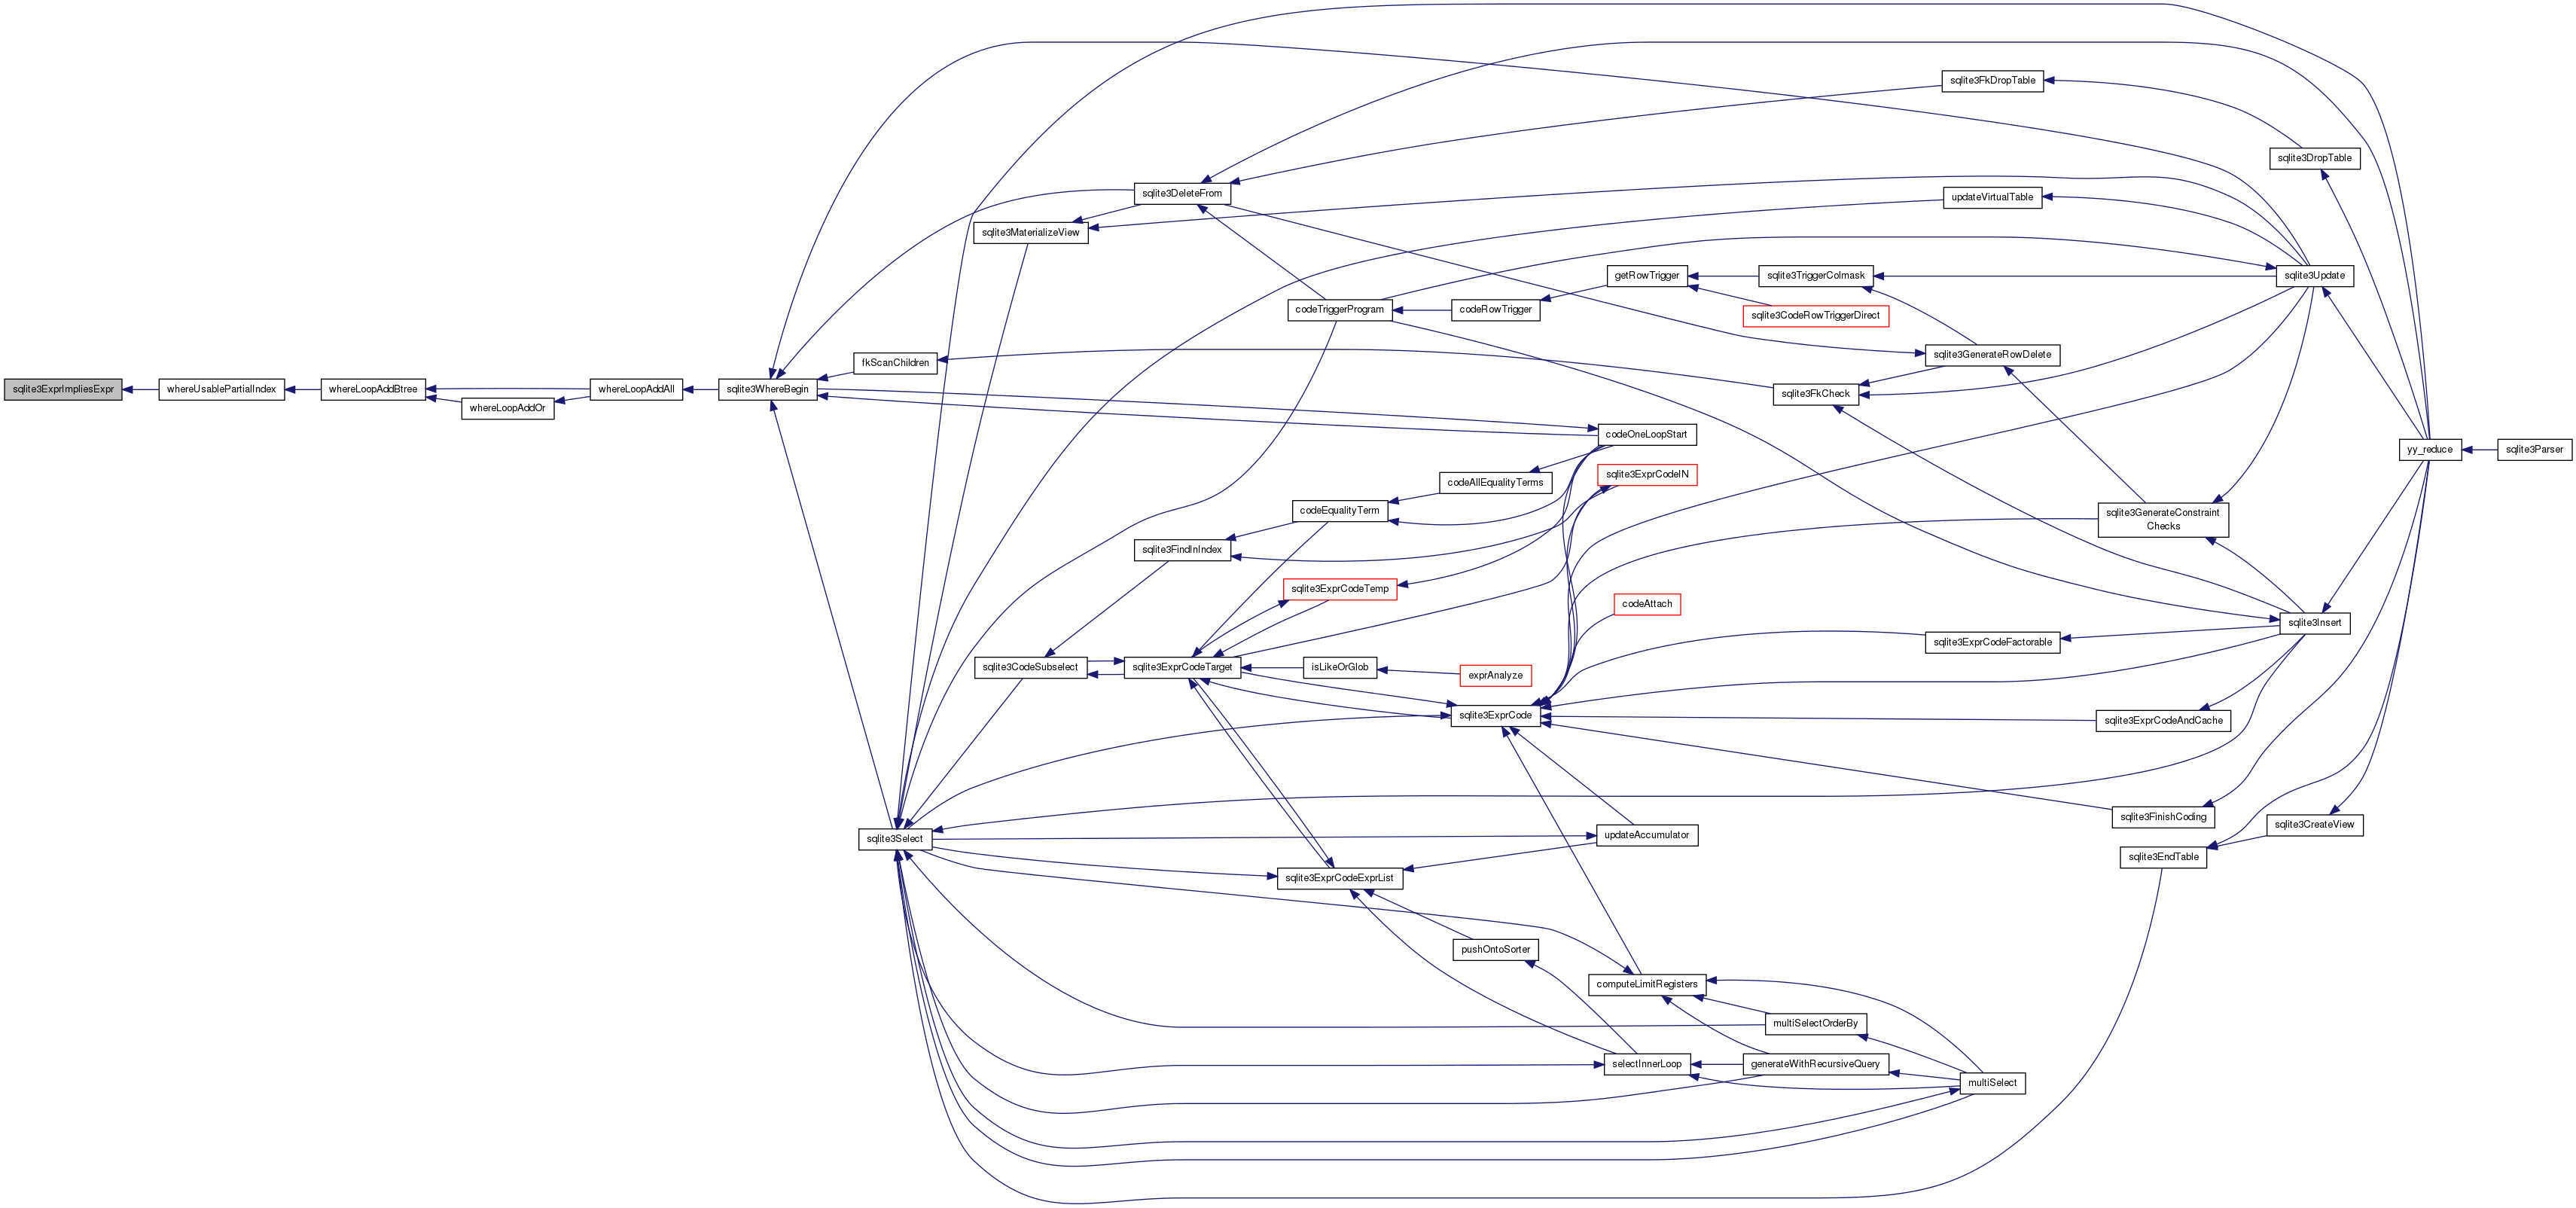 sqlite3ExprImpliesExpr
whereUsablePartialIndex
whereLoopAddBtree
whereLoopAddOr
whereLoopAddAll
sqlite3WhereBegin
fkScanChildren
sqlite3Select
sqlite3MaterializeView
sqlite3CodeSubselect
sqlite3DeleteFrom
sqlite3FindInIndex
sqlite3ExprCodeTarget
codeTriggerProgram
codeEqualityTerm
sqlite3ExprCodeTemp
isLikeOrGlob
sqlite3ExprCodeExprList
codeRowTrigger
codeAllEqualityTerms
exprAnalyze
sqlite3ExprCode
pushOntoSorter
getRowTrigger
codeOneLoopStart
sqlite3ExprCodeIN
codeAttach
updateAccumulator
computeLimitRegisters
selectInnerLoop
sqlite3TriggerColmask
sqlite3CodeRowTriggerDirect
sqlite3FkCheck
multiSelectOrderBy
generateWithRecursiveQuery
sqlite3FkDropTable
updateVirtualTable
sqlite3GenerateRowDelete
sqlite3ExprCodeFactorable
multiSelect
sqlite3GenerateConstraint
Checks
sqlite3ExprCodeAndCache
sqlite3FinishCoding
sqlite3EndTable
sqlite3DropTable
sqlite3Update
sqlite3Insert
sqlite3CreateView
yy_reduce
sqlite3Parser